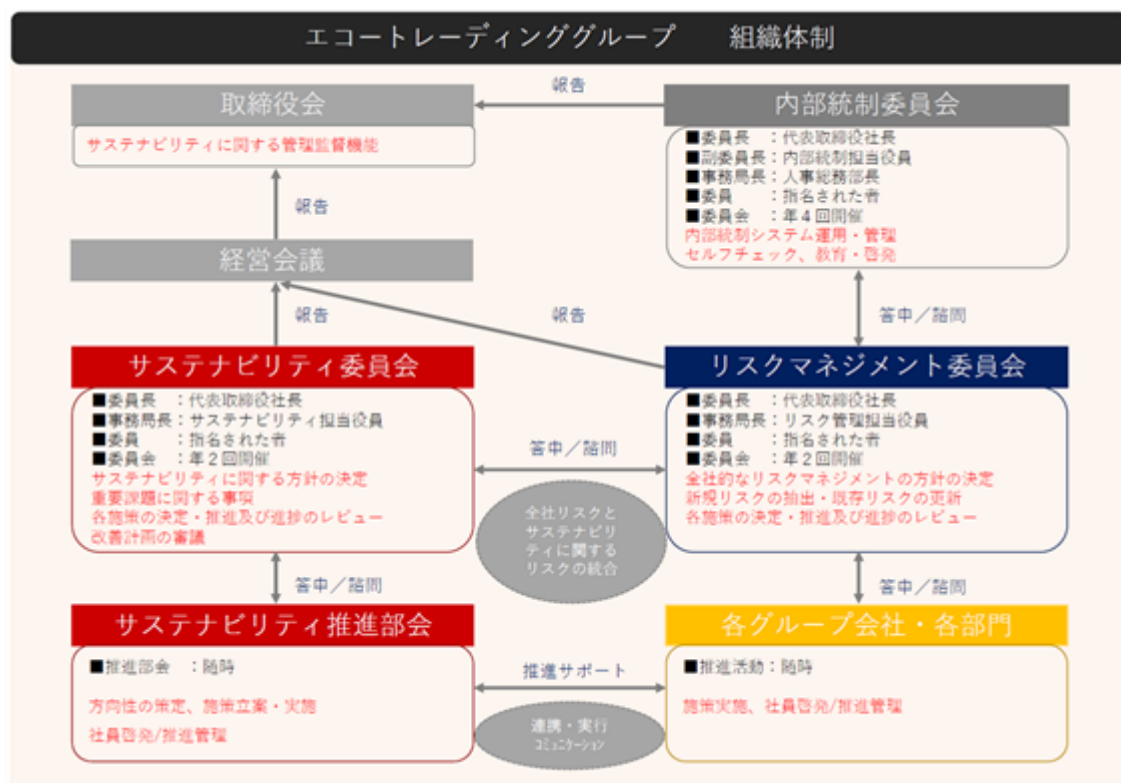 エコートレーディンググループ　組織体制
取締役会
サステナビリティに関する管理監督機能
報告
内部統制委員会
■委員長　：代表取締役社長
■副委員長：内部統制担当役員
■事務局長：人事総務部長
■委員　　：指名された者
■委員会　：年４回開催
内部統制システム運用・管理
セルフチェック、教育・啓発
報告
経営会議
報告
報告
答申／諮問
サステナビリティ委員会
■委員長　：代表取締役社長
■事務局長：サステナビリティ担当役員
■委員　　：指名された者
■委員会　：年２回開催
サステナビリティに関する方針の決定
重要課題に関する事項
各施策の決定・推進及び進捗のレビュー
改善計画の審議
答申／諮問
全社リスクと
サステナビリ
ティに関する
リスクの統合
リスクマネジメント委員会
■委員長　：代表取締役社長
■事務局長：リスク管理担当役員
■委員　　：指名された者
■委員会　：年２回開催
全社的なリスクマネジメントの方針の決定
新規リスクの抽出・既存リスクの更新
各施策の決定・推進及び進捗のレビュー
答申／諮問
答申／諮問
サステナビリティ推進部会
■推進部会　：随時
方向性の策定、施策立案・実施
社員啓発/推進管理
推進サポート
連携・実行
ｺﾐｭﾆｹｰｼｮﾝ
各グループ会社・各部門
■推進活動：随時
施策実施、社員啓発/推進管理